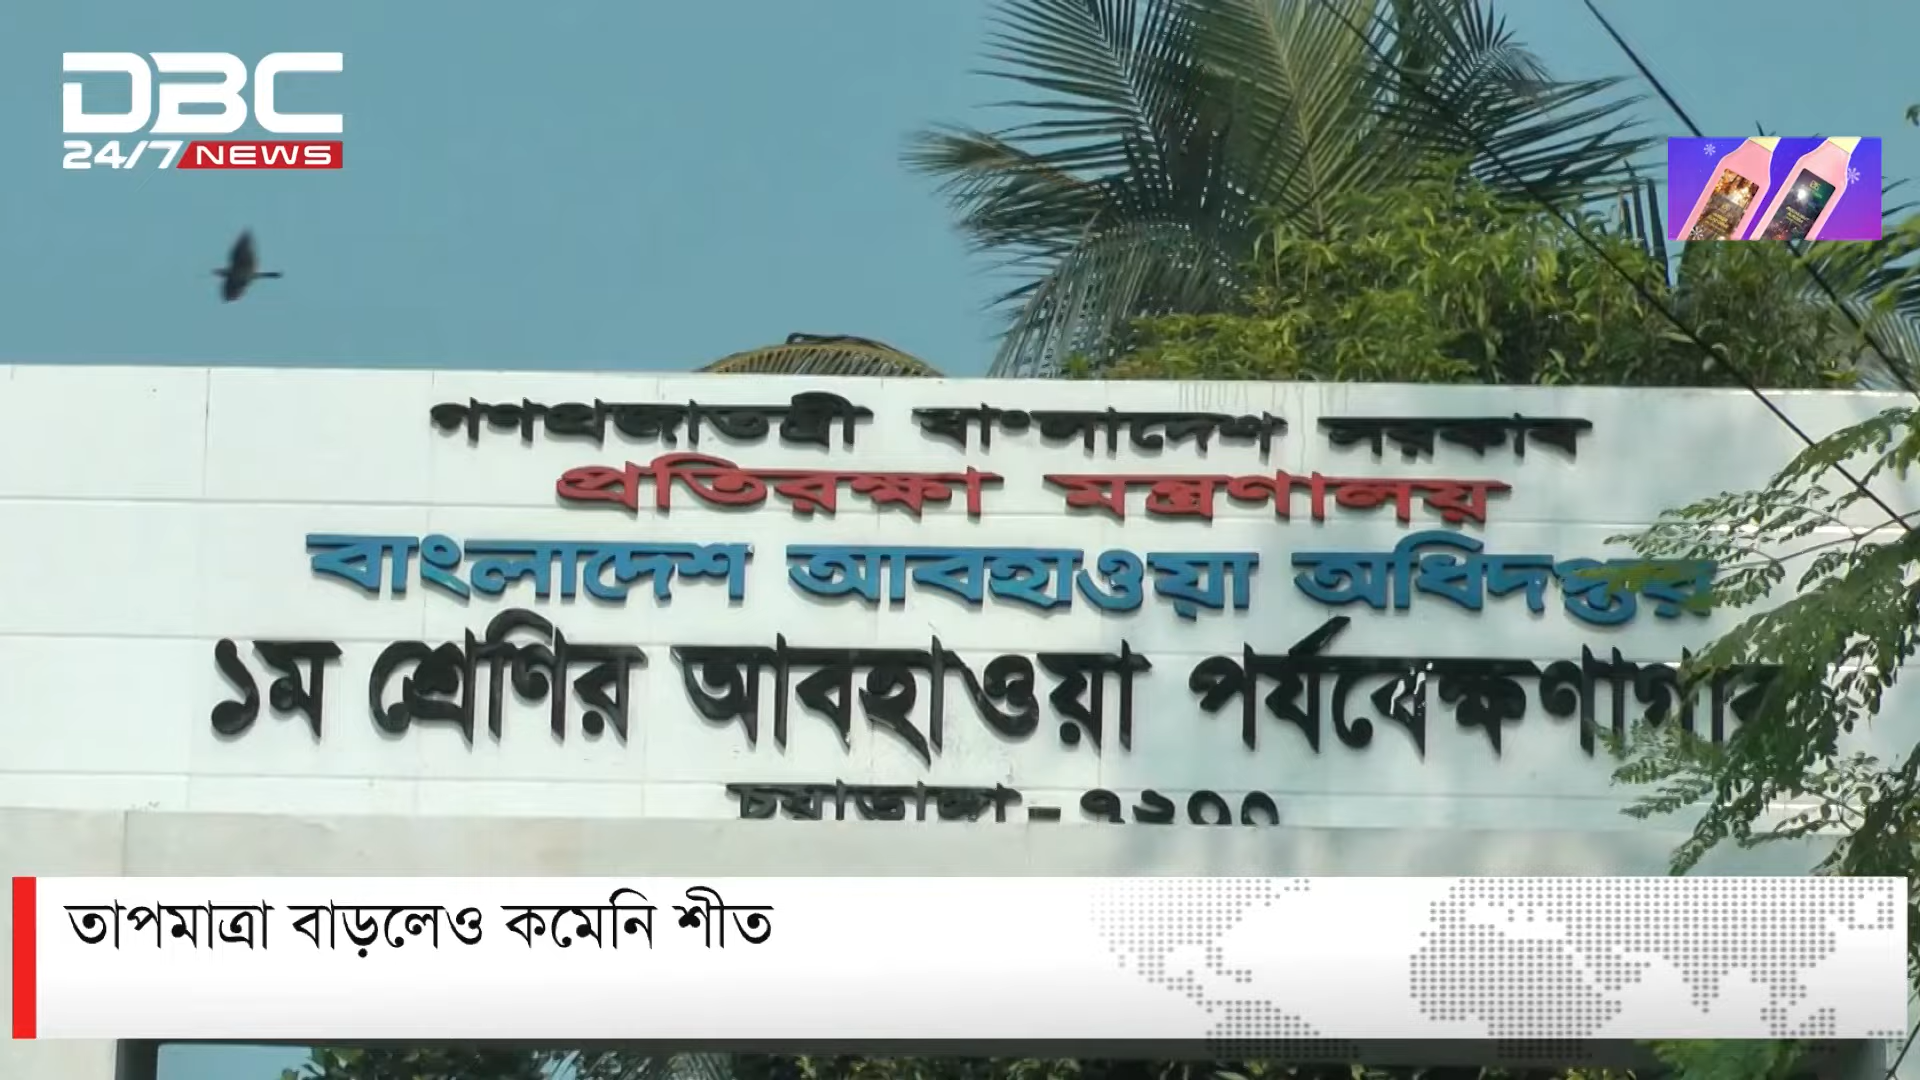 DBC
24/7 NEWS
গণপ্রজাতন্ত্রী বাংলাদেশ সরকার
প্রতিরক্ষা মন্ত্রণালয়
বাংলাদেশ আবহাওয়া অধিদপ্তর
১ম শ্রেণির আবহাওয়া পর্যবেক্ষণাগার
চুয়াডাঙ্গা - ৭২০০
তাপমাত্রা বাড়লেও কমেনি শীত